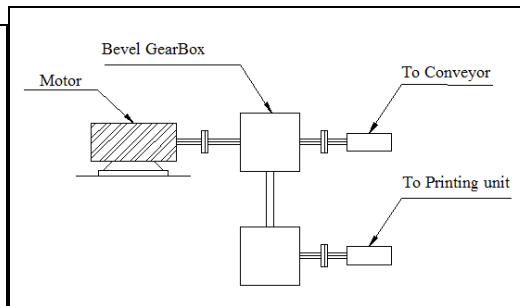 Bevel GearBox
Motor
To Conveyor
To Printing unit